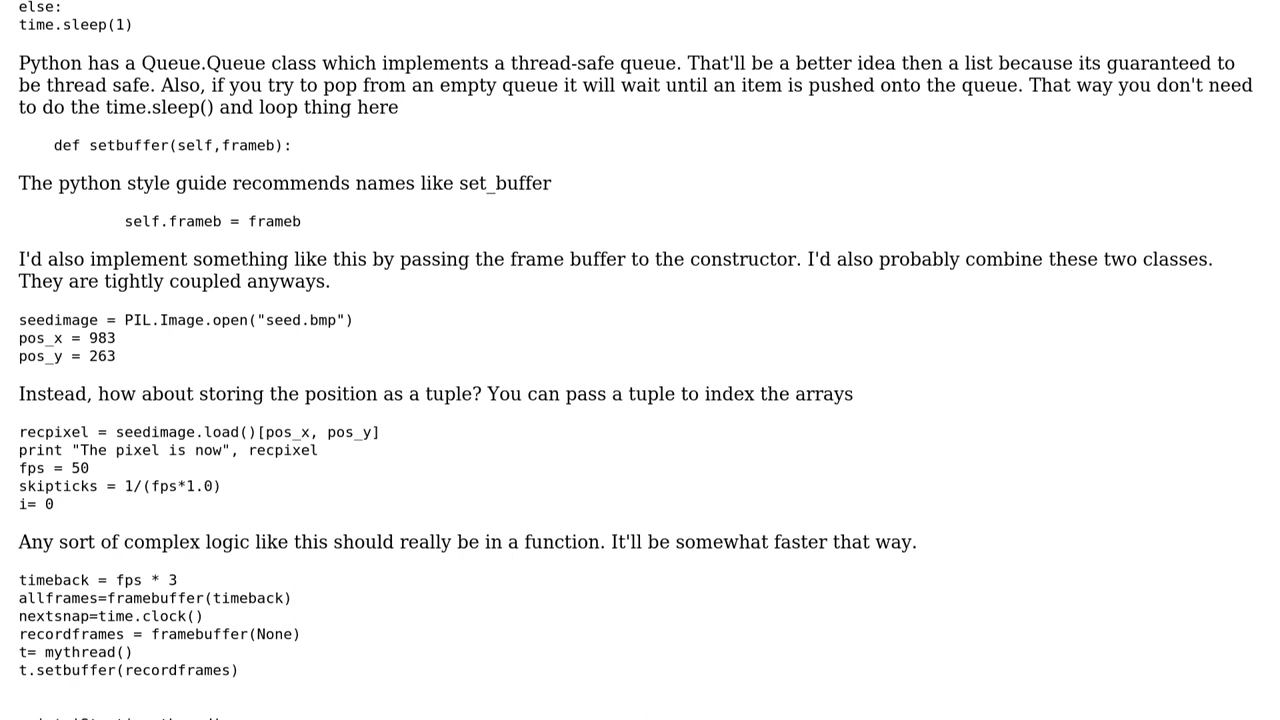 else:
time.sleep(1)
Python has a Queue.Queue class which implements a thread-safe queue. That'll be a better idea then a list because its guaranteed to
be thread safe. Also, if you try to pop from an empty queue it will wait until an item is pushed onto the queue. That way you don't need
to do the time.sleep() and loop thing here
def setbuffer(self,frameb):
The python style guide recommends names like set_buffer
self.frameb = frameb
I'd also implement something like this by passing the frame buffer to the constructor. I'd also probably combine these two classes.
They are tightly coupled anyways.
seedimage = PIL.Image.open("seed.bmp")
pos_x = 983
pos_y = 263
Instead, how about storing the position as a tuple? You can pass a tuple to index the arrays
recpixel = seedimage.load()[pos_x, pos_y]
print "The pixel is now", recpixel
fps = 50
skipticks = 1/(fps*1.0)
i= 0
Any sort of complex logic like this should really be in a function. It'll be somewhat faster that way.
timeback = fps * 3
allframes=framebuffer(timeback)
nextsnap=time.clock()
recordframes = framebuffer(None)
t= mythread()
t.setbuffer(recordframes)